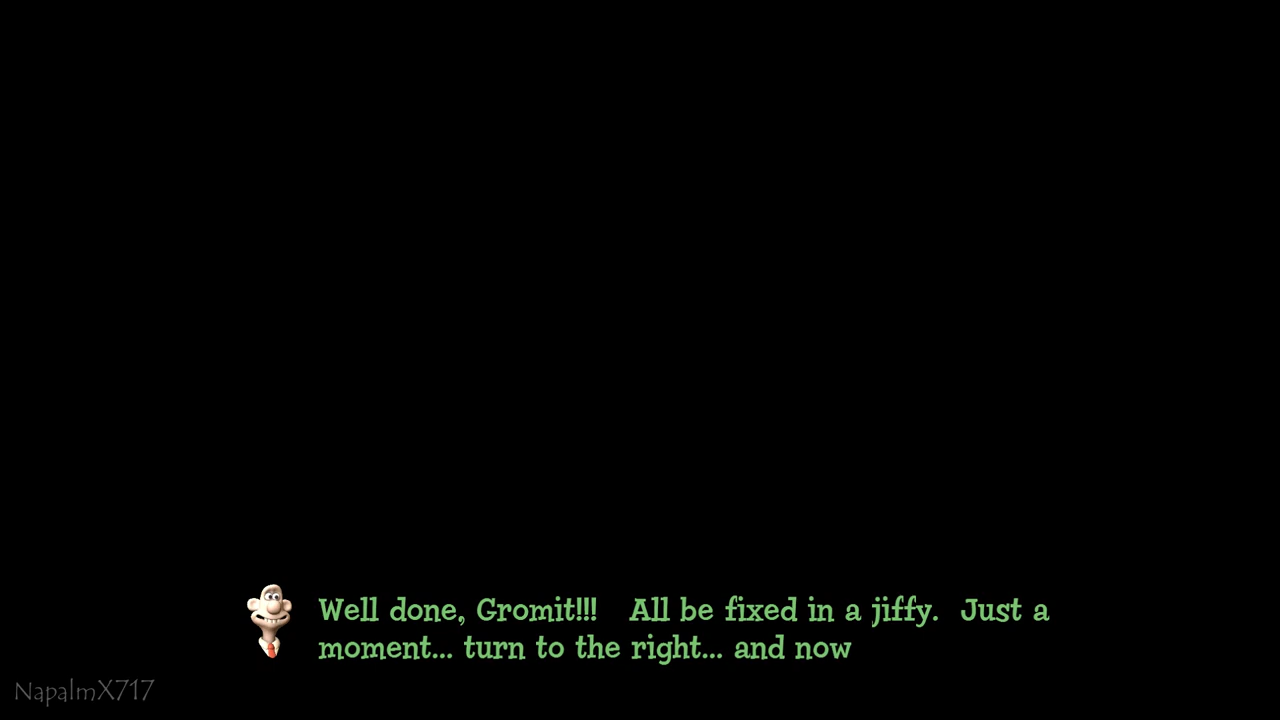 Well done, Gromit!!! All be fixed in a jiffy. Just a
moment... turn to the right... and now
NapalmX717